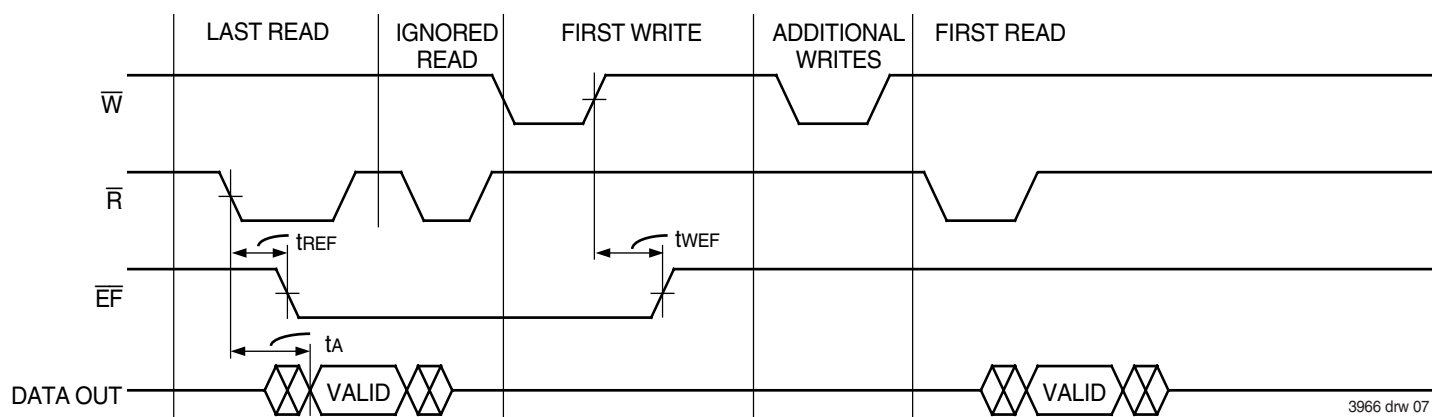 LAST READ
IGNORED
READ
FIRST WRITE
ADDITIONAL
WRITES
FIRST READ
W̅
R̅
tREF
tWEF
E̅F̅
tA
DATA OUT
VALID
VALID
3966 drw 07